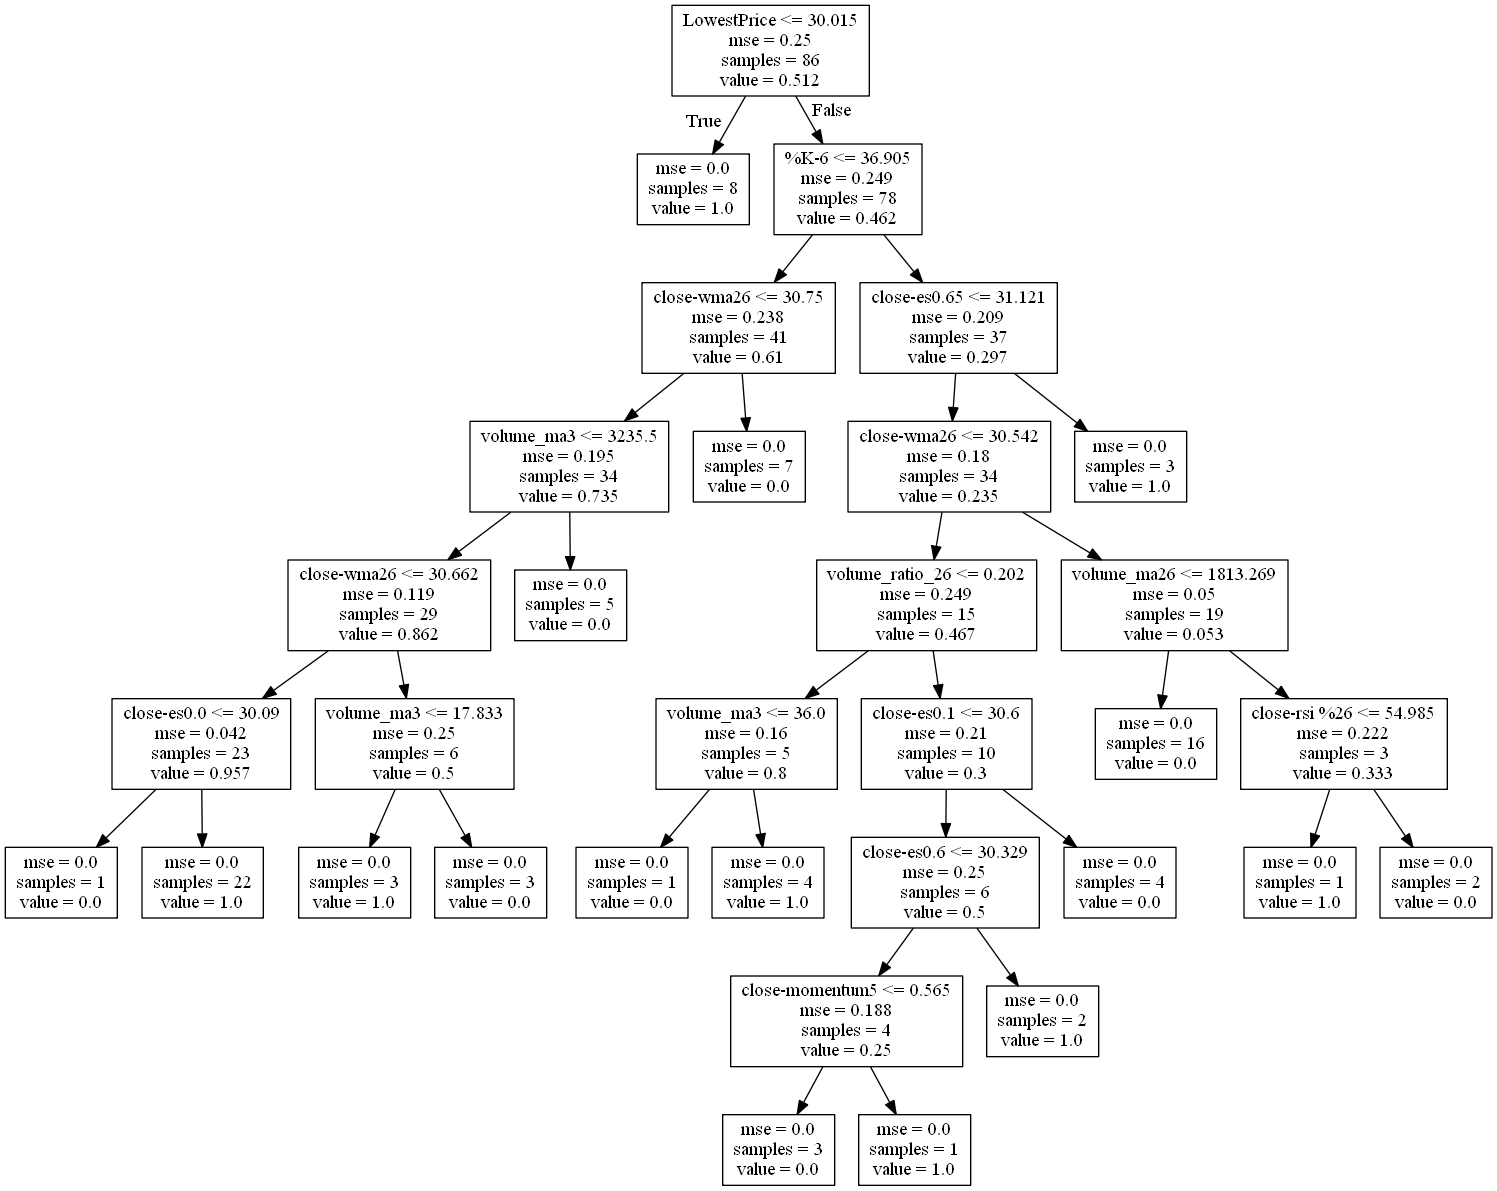 LowestPrice <= 30.015
mse = 0.25
samples = 86
value = 0.512
True
False
mse = 0.0
samples = 8
value = 1.0
%K-6 <= 36.905
mse = 0.249
samples = 78
value = 0.462
close-wma26 <= 30.75
mse = 0.238
samples = 41
value = 0.61
close-es0.65 <= 31.121
mse = 0.209
samples = 37
value = 0.297
volume_ma3 <= 3235.5
mse = 0.195
samples = 34
value = 0.735
mse = 0.0
samples = 7
value = 0.0
close-wma26 <= 30.542
mse = 0.18
samples = 34
value = 0.235
mse = 0.0
samples = 3
value = 1.0
close-wma26 <= 30.662
mse = 0.119
samples = 29
value = 0.862
mse = 0.0
samples = 5
value = 0.0
volume_ratio_26 <= 0.202
mse = 0.249
samples = 15
value = 0.467
volume_ma26 <= 1813.269
mse = 0.05
samples = 19
value = 0.053
close-es0.0 <= 30.09
mse = 0.042
samples = 23
value = 0.957
volume_ma3 <= 17.833
mse = 0.25
samples = 6
value = 0.5
volume_ma3 <= 36.0
mse = 0.16
samples = 5
value = 0.8
close-es0.1 <= 30.6
mse = 0.21
samples = 10
value = 0.3
mse = 0.0
samples = 16
value = 0.0
close-rsi %26 <= 54.985
mse = 0.222
samples = 3
value = 0.333
mse = 0.0
samples = 1
value = 0.0
mse = 0.0
samples = 22
value = 1.0
mse = 0.0
samples = 3
value = 1.0
mse = 0.0
samples = 3
value = 0.0
mse = 0.0
samples = 1
value = 0.0
mse = 0.0
samples = 4
value = 1.0
close-es0.6 <= 30.329
mse = 0.25
samples = 6
value = 0.5
mse = 0.0
samples = 4
value = 0.0
mse = 0.0
samples = 1
value = 1.0
mse = 0.0
samples = 2
value = 0.0
close-momentum5 <= 0.565
mse = 0.188
samples = 4
value = 0.25
mse = 0.0
samples = 2
value = 1.0
mse = 0.0
samples = 3
value = 0.0
mse = 0.0
samples = 1
value = 1.0